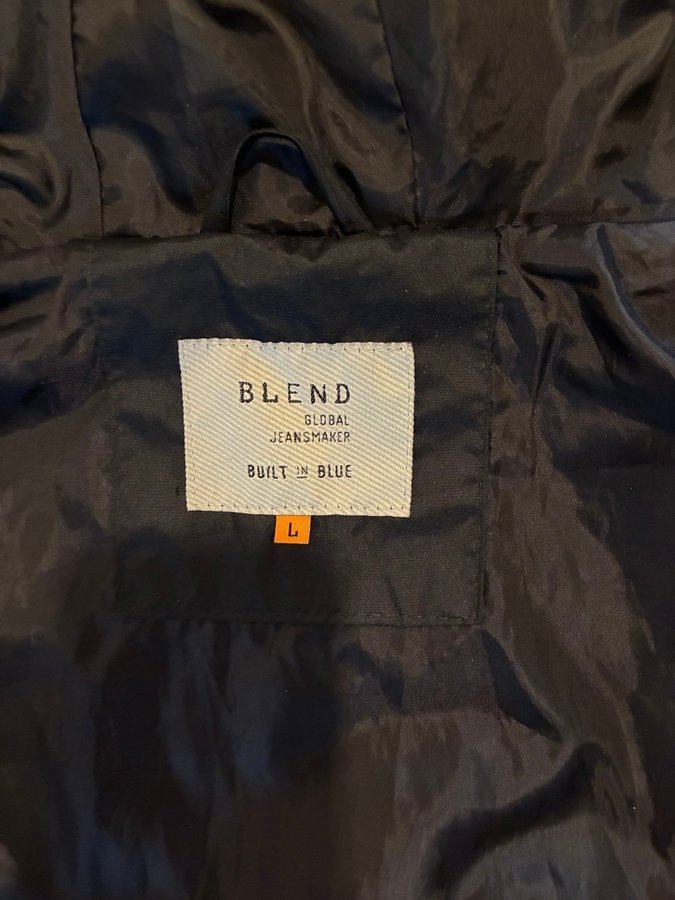 BLEND
GLOBAL
JEANSMAKER
BUILT IN BLUE
L